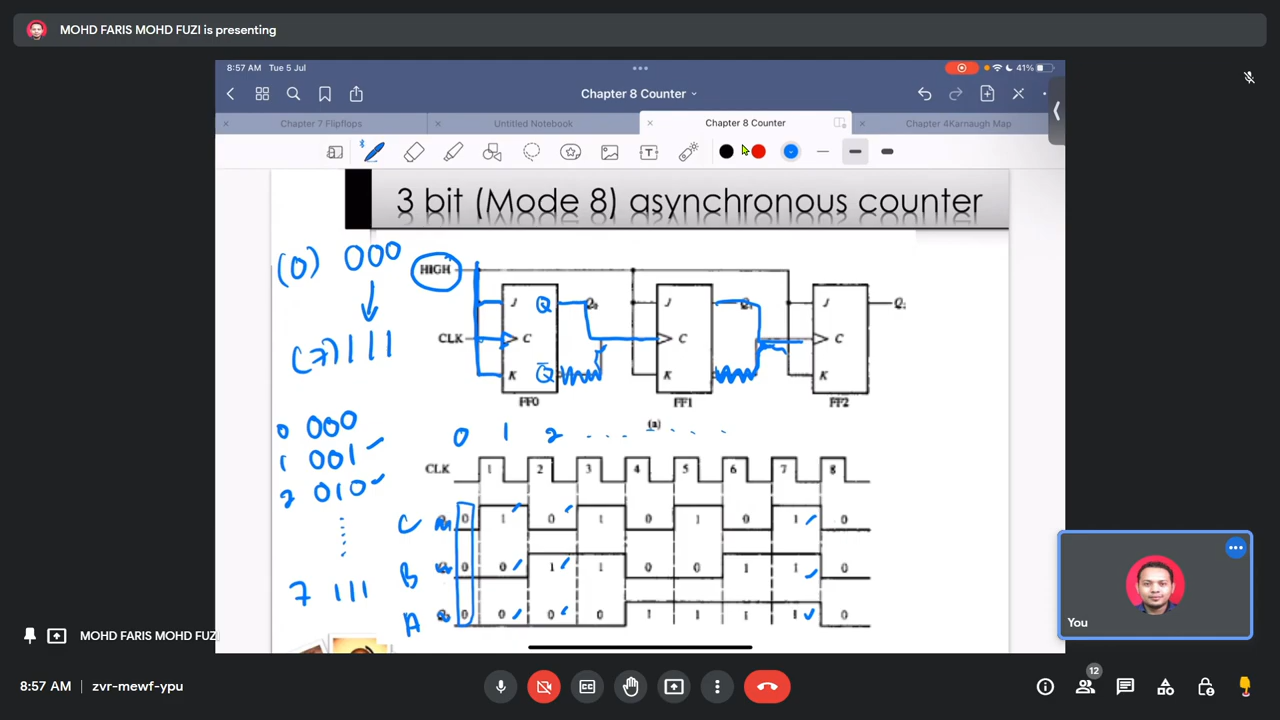 MOHD FARIS MOHD FUZI is presenting
8:57 AM Tue 5 Jul
41%
Chapter 8 Counter
Chapter 7 Flipflops
Untitled Notebook
Chapter 8 Counter
Chapter 4Karnaugh Map
3 bit (Mode 8) asynchronous counter
(0) 000
(7) 111
0 000
1 001
2 010
7 111
HIGH
J Q J J
CLK C C C
K Q̅ K K
FF0 FF1 FF2
(a)
0 1 2
CLK 1 2 3 4 5 6 7 8
C 0 1 0 1 0 1 0 1 0
B 0 0 1 1 0 0 1 1 0
A 0 0 0 0 1 1 1 1 0
You
MOHD FARIS MOHD FUZI
8:57 AM | zvr-mewf-ypu
12